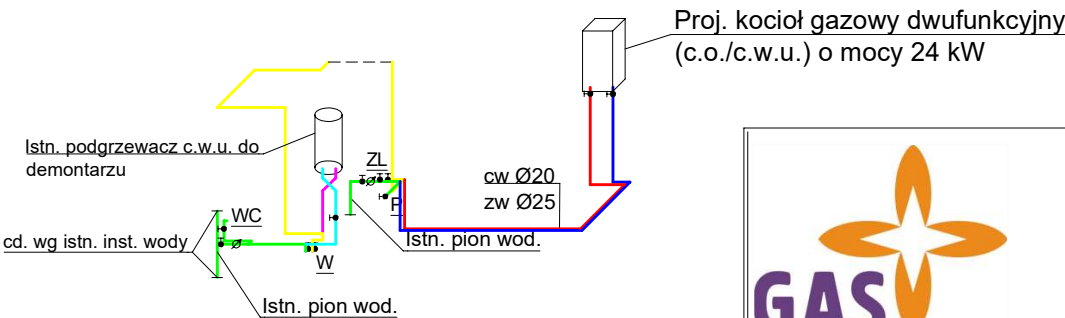 Proj. kocioł gazowy dwufunkcyjny
(c.o./c.w.u.) o mocy 24 kW
Istn. podgrzewacz c.w.u. do
demontarzu
ZL
cw Ø20
zw Ø25
P
WC
cd. wg istn. inst. wody
Istn. pion wod.
W
Istn. pion wod.
GAS